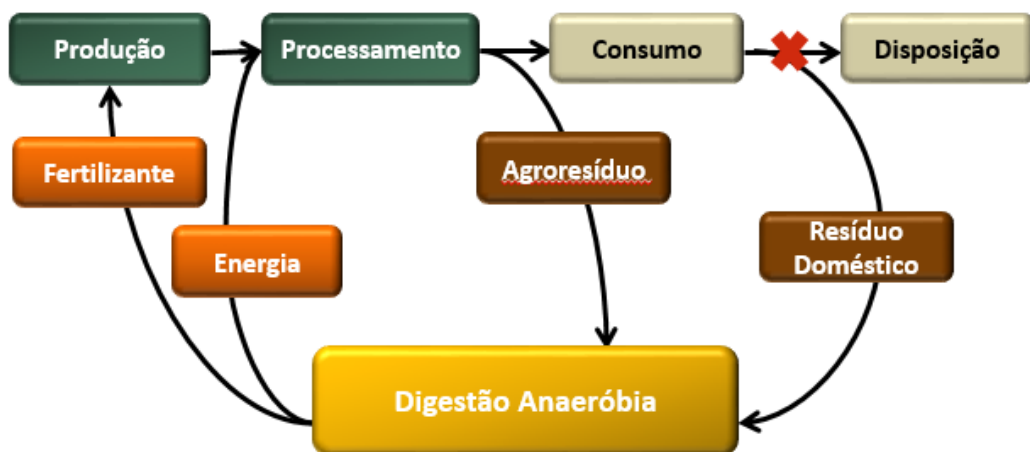 Produção
Processamento
Consumo
Disposição
Fertilizante
Agroresíduo
Energia
Resíduo
Doméstico
Digestão Anaeróbia